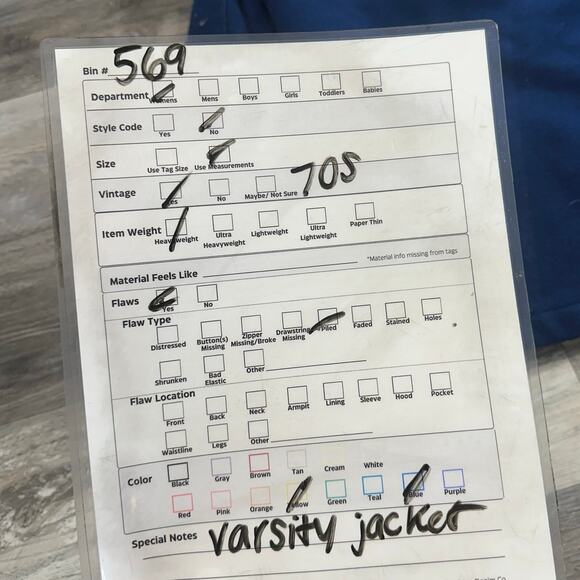 Bin # 569
Department Womens Mens Boys Girls Toddlers Babies
Style Code Yes No
Size Use Tag Size Use Measurements
Vintage Yes No Maybe/ Not Sure 70S
Item Weight Heavyweight Ultra Heavyweight Lightweight Ultra Lightweight Paper Thin
Material Feels Like *Material info missing from tags
Flaws Yes No
Flaw Type
Distressed Button(s) Missing Zipper Missing/Broke Drawstring Missing Piled Faded Stained Holes
Shrunken Bad Elastic Other
Flaw Location
Front Back Neck Armpit Lining Sleeve Hood Pocket
Waistline Legs Other
Color Black Gray Brown Tan Cream White
Red Pink Orange Yellow Green Teal Blue Purple
Special Notes varsity jacket